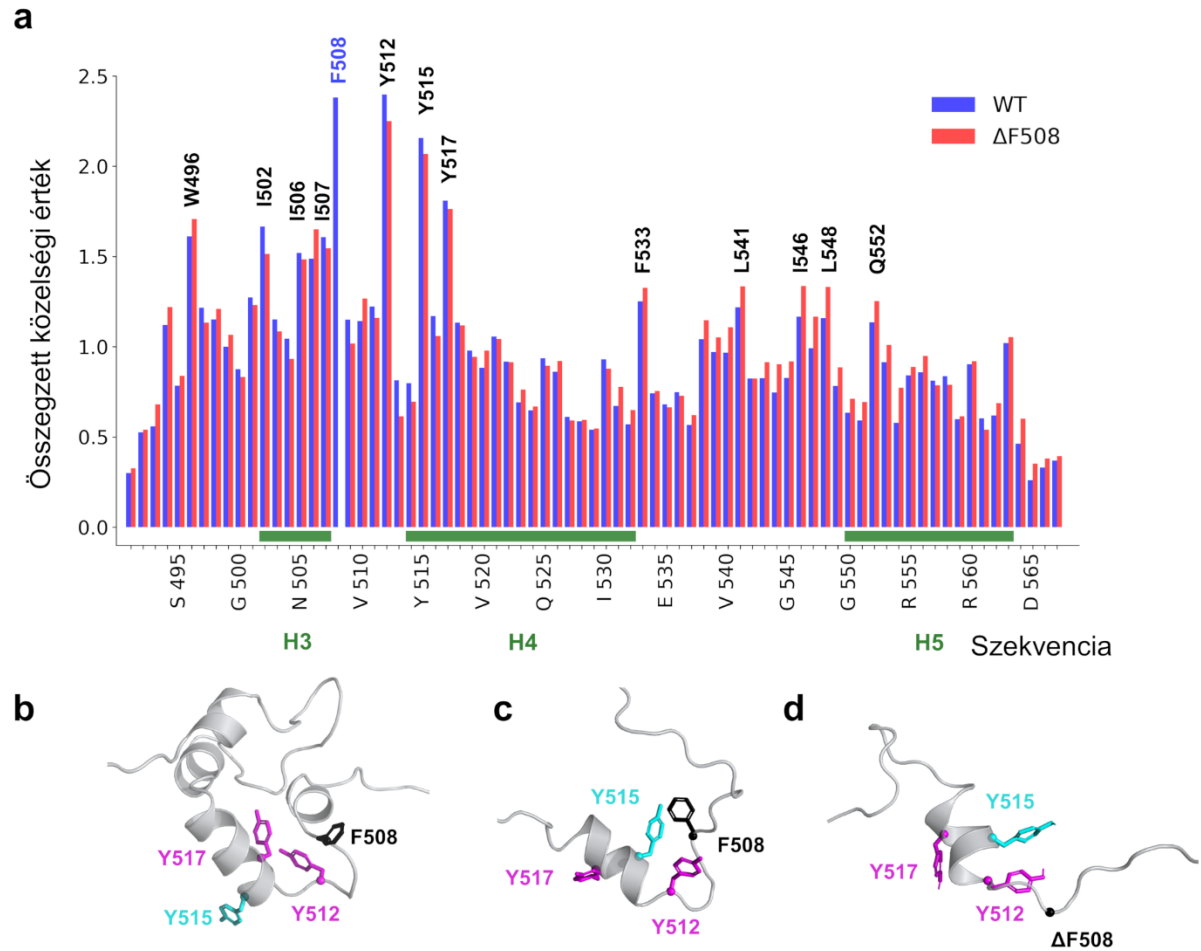 a
Összegzett közelségi érték
2.5
2.0
1.5
1.0
0.5
0.0
W496
I502
I506
I507
F508
Y512
Y515
Y517
F533
L541
I546
L548
Q552
WT
ΔF508
S 495
G 500
N 505
V 510
Y 515
V 520
Q 525
I 530
E 535
V 540
G 545
G 550
R 555
R 560
D 565
H3
H4
H5
Szekvencia
b
Y517
F508
Y515
Y512
c
Y515
F508
Y517
Y512
d
Y515
Y517
Y512
ΔF508